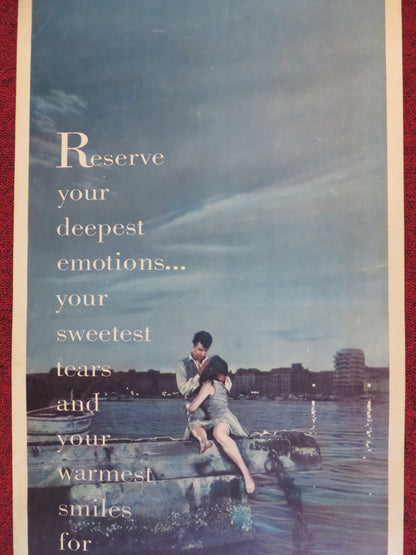 Reserve
your
deepest
emotions...
your
sweetest
tears
and
your
warmest
smiles
for